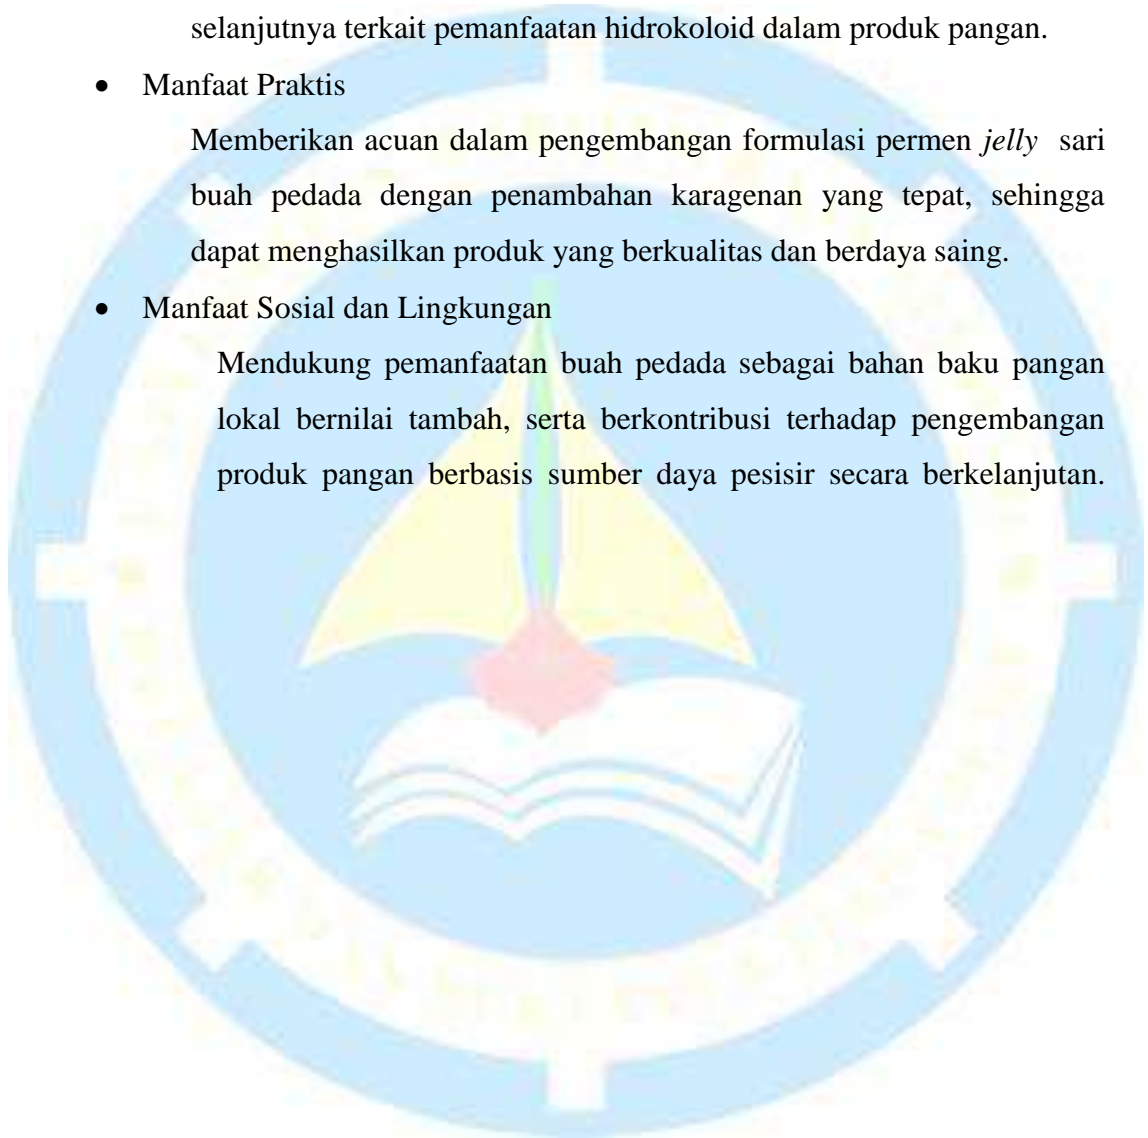 selanjutnya terkait pemanfaatan hidrokoloid dalam produk pangan.
• Manfaat Praktis
Memberikan acuan dalam pengembangan formulasi permen jelly sari
buah pedada dengan penambahan karagenan yang tepat, sehingga
dapat menghasilkan produk yang berkualitas dan berdaya saing.
• Manfaat Sosial dan Lingkungan
Mendukung pemanfaatan buah pedada sebagai bahan baku pangan
lokal bernilai tambah, serta berkontribusi terhadap pengembangan
produk pangan berbasis sumber daya pesisir secara berkelanjutan.